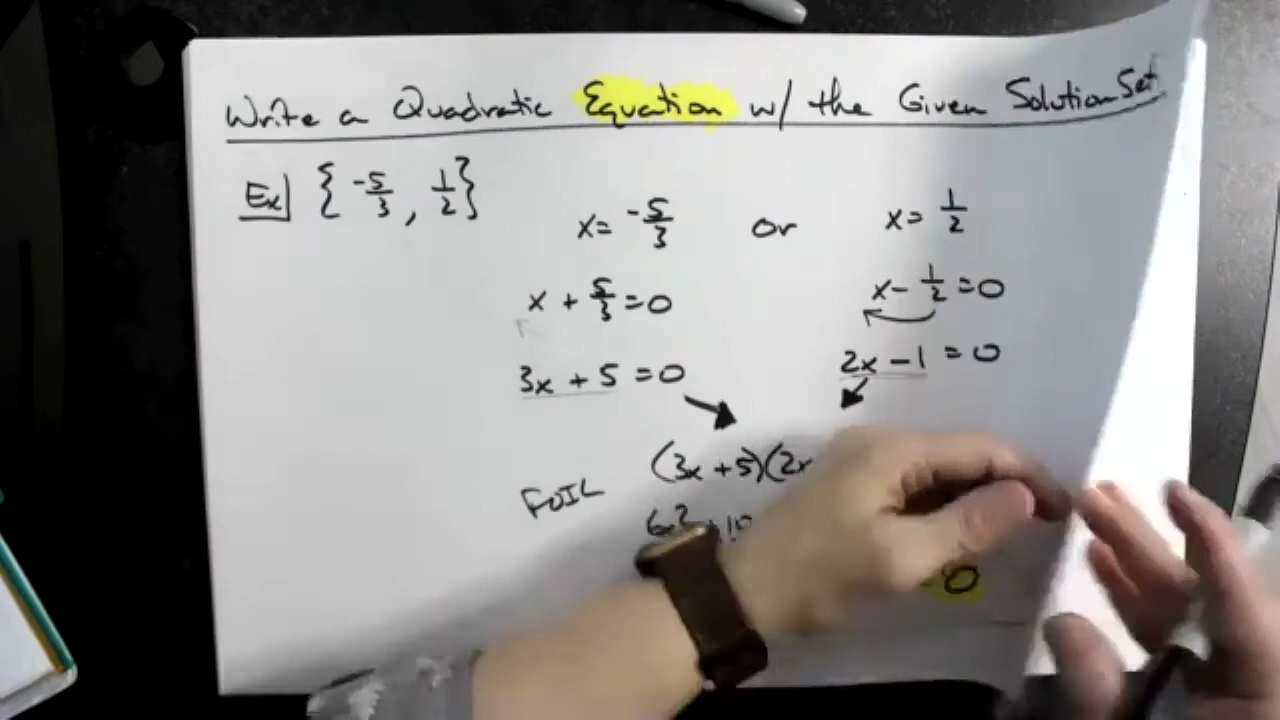 Write a Quadratic Equation w/ the Given Solution Set
Ex] { -5/3 , 1/2 }
x = -5/3 or x = 1/2
x + 5/3 = 0 x - 1/2 = 0
3x + 5 = 0 2x - 1 = 0
(3x + 5)(2x
FOIL
6x² + 10
0